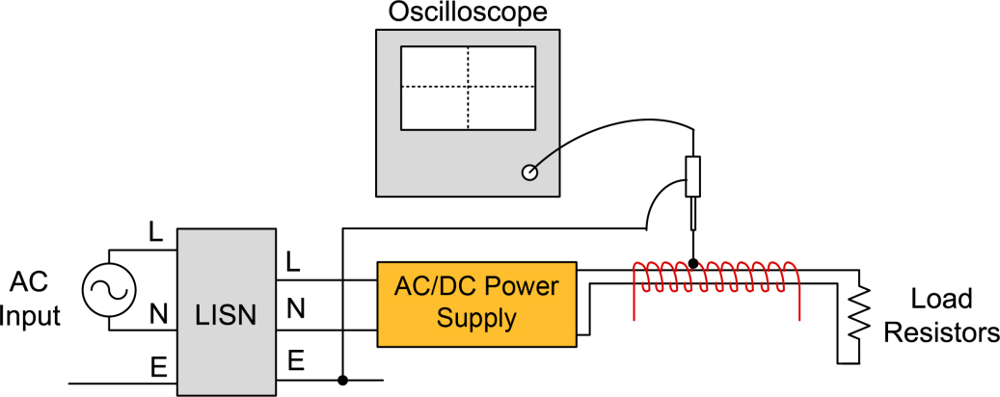 Oscilloscope
L
L
AC
Input
N
LISN
N
E
E
AC/DC Power
Supply
Load
Resistors